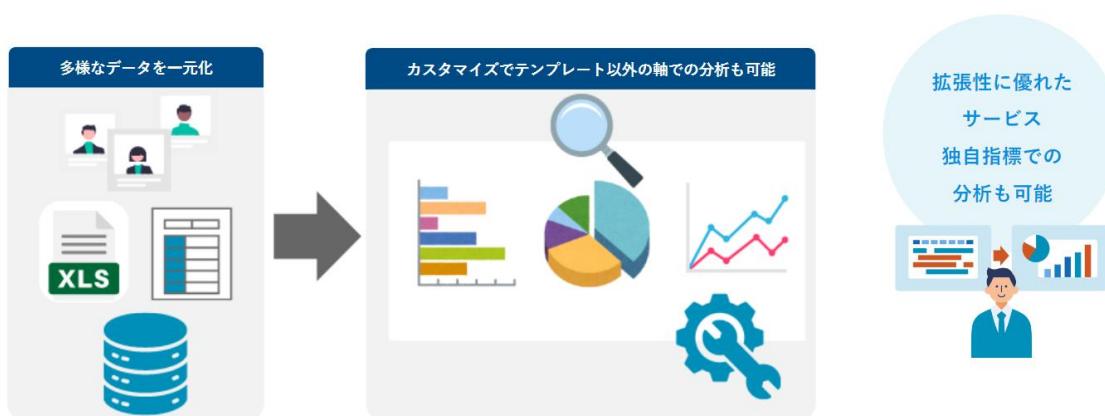 多様なデータを一元化
カスタマイズでテンプレート以外の軸での分析も可能
拡張性に優れた
サービス
独自指標での
分析も可能
XLS